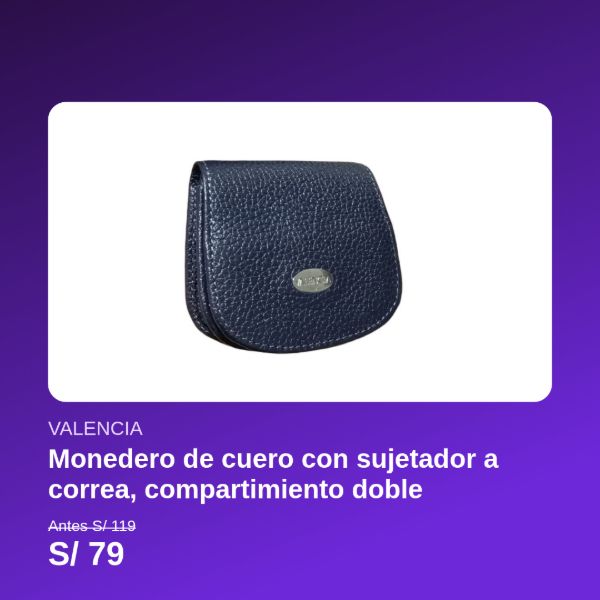 VALENCIA
Monedero de cuero con sujetador a
correa, compartimiento doble
Antes S/ 119
S/ 79